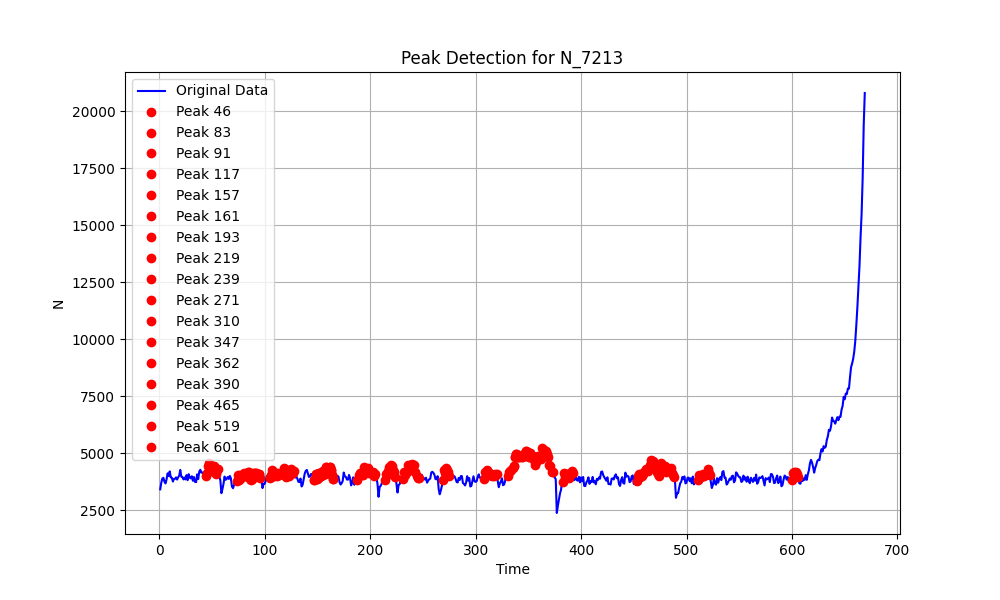 Peak Detection for N_7213
Original Data
Peak 46
Peak 83
Peak 91
Peak 117
Peak 157
Peak 161
Peak 193
Peak 219
Peak 239
Peak 271
Peak 310
Peak 347
Peak 362
Peak 390
Peak 465
Peak 519
Peak 601
20000
17500
15000
12500
10000
7500
5000
2500
N
0 100 200 300 400 500 600 700
Time